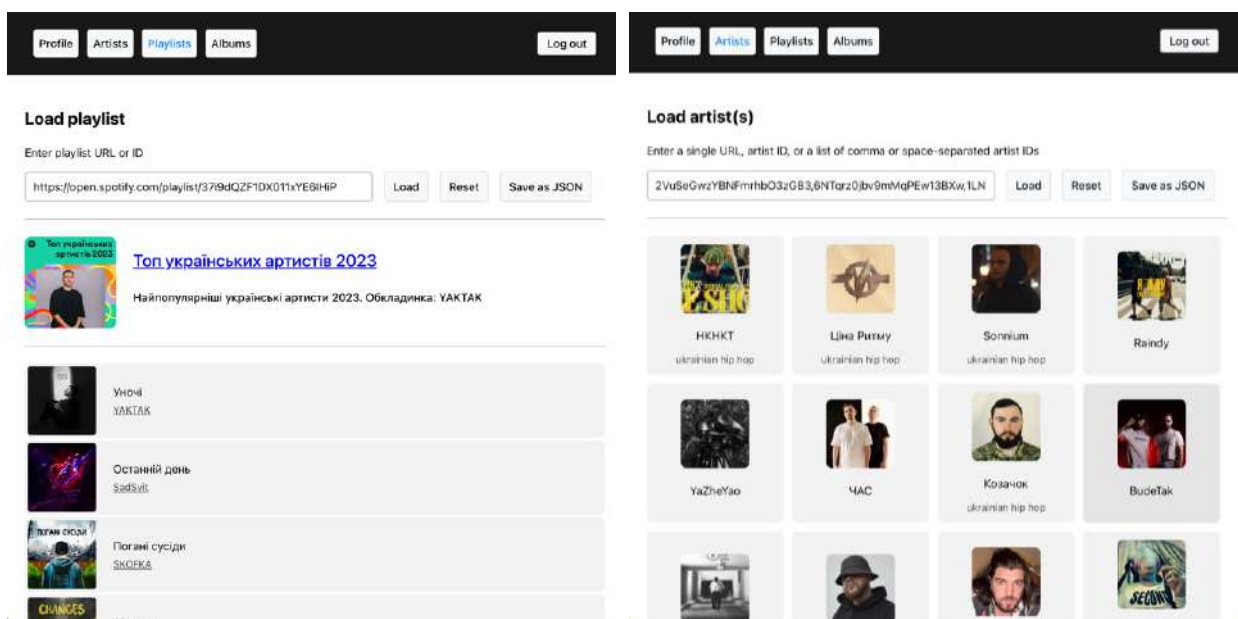 Profile
Artists
Playlists
Albums
Log out
Load playlist
Enter playlist URL or ID
https://open.spotify.com/playlist/37i9dQZF1DX011xYE6IHiP
Load
Reset
Save as JSON
Топ українських
артистів 2023
Топ українських артистів 2023
Найпопулярніші українські артисти 2023. Обкладинка: YAKTAK
Уночі
YAKTAK
Останній день
SadSvit
ПОГАНІ СУСІДИ
Погані сусіди
SKOFKA
CHANGES
Profile
Artists
Playlists
Albums
Log out
Load artist(s)
Enter a single URL, artist ID, or a list of comma or space-separated artist IDs
2VuSeGwzYBNFmrhbO3zGB3,6NTqrz0jbv9mMqPEw13BXw,1LN
Load
Reset
Save as JSON
НКНКТ
ukrainian hip hop
Ціна Ритму
ukrainian hip hop
Sonnium
ukrainian hip hop
Raindy
YaZheYao
ЧАС
Козачок
ukrainian hip hop
BudeTak
SECOND